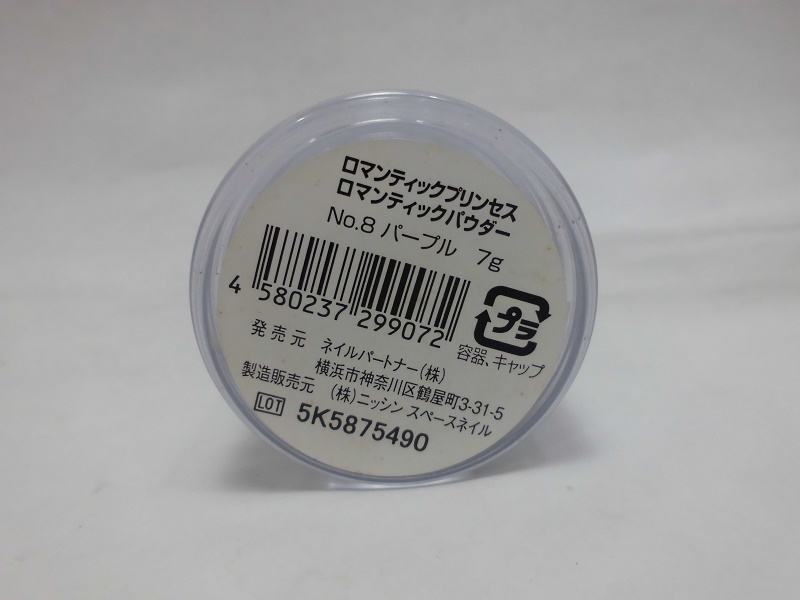 ロマンティックプリンセス
ロマンティックパウダー
No.8 パープル 7g
4 580237 299072
プラ
容器、キャップ
発売元 ネイルパートナー(株)
横浜市神奈川区鶴屋町3-31-5
製造販売元 (株)ニッシン スペースネイル
LOT 5K5875490